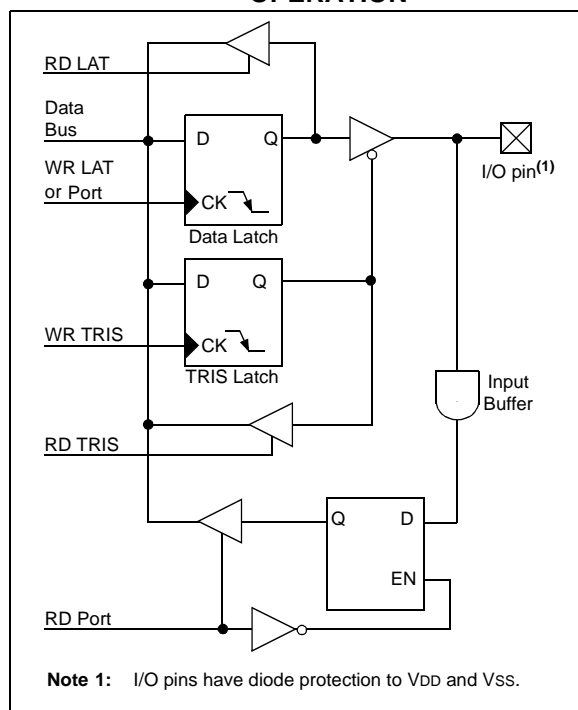 OPERATION
RD LAT
Data
Bus
D Q
WR LAT
or Port
CK
Data Latch
I/O pin(1)
D Q
WR TRIS
CK
TRIS Latch
Input
Buffer
RD TRIS
Q D
EN
RD Port
Note 1: I/O pins have diode protection to VDD and VSS.